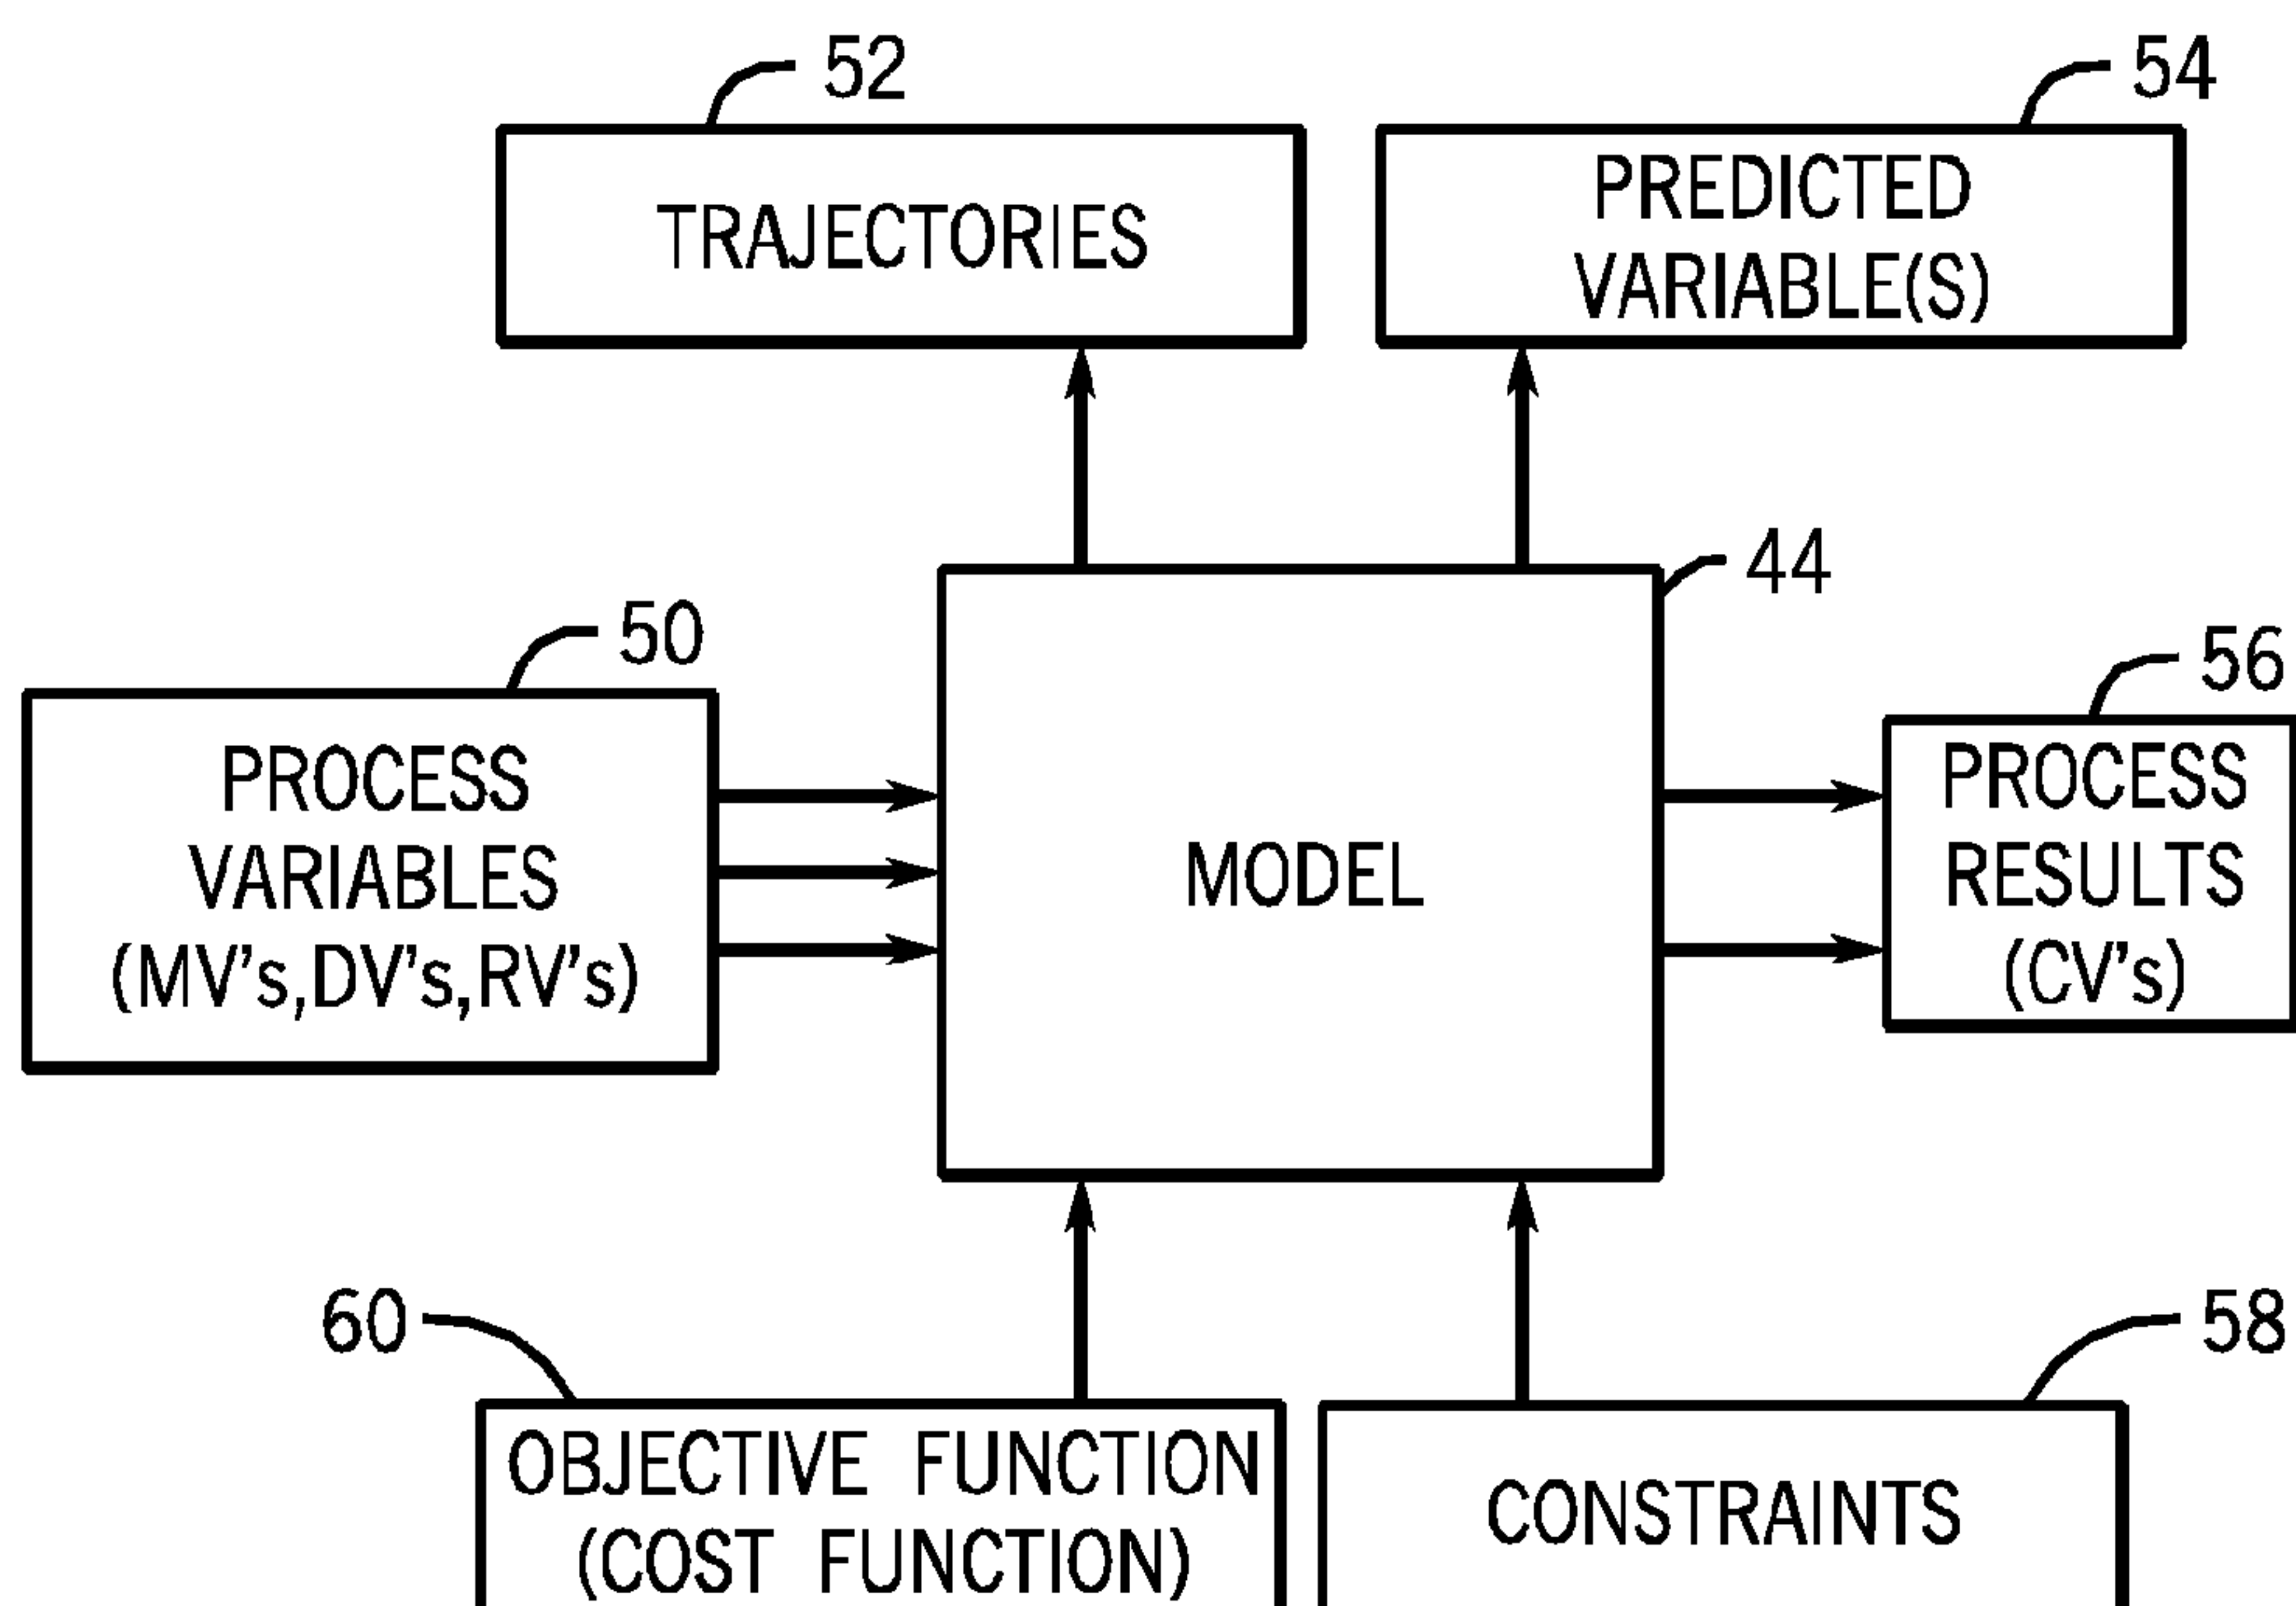 52
54
TRAJECTORIES
PREDICTED
VARIABLE(S)
44
50
56
PROCESS
VARIABLES
(MV's,DV's,RV's)
MODEL
PROCESS
RESULTS
(CV's)
60
58
OBJECTIVE FUNCTION
(COST FUNCTION)
CONSTRAINTS